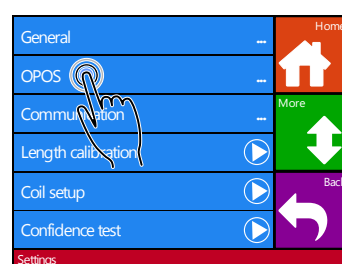 General ...
Home
OPOS ...
Communication ...
More
Length calibration
Coil setup
Back
Confidence test
Settings